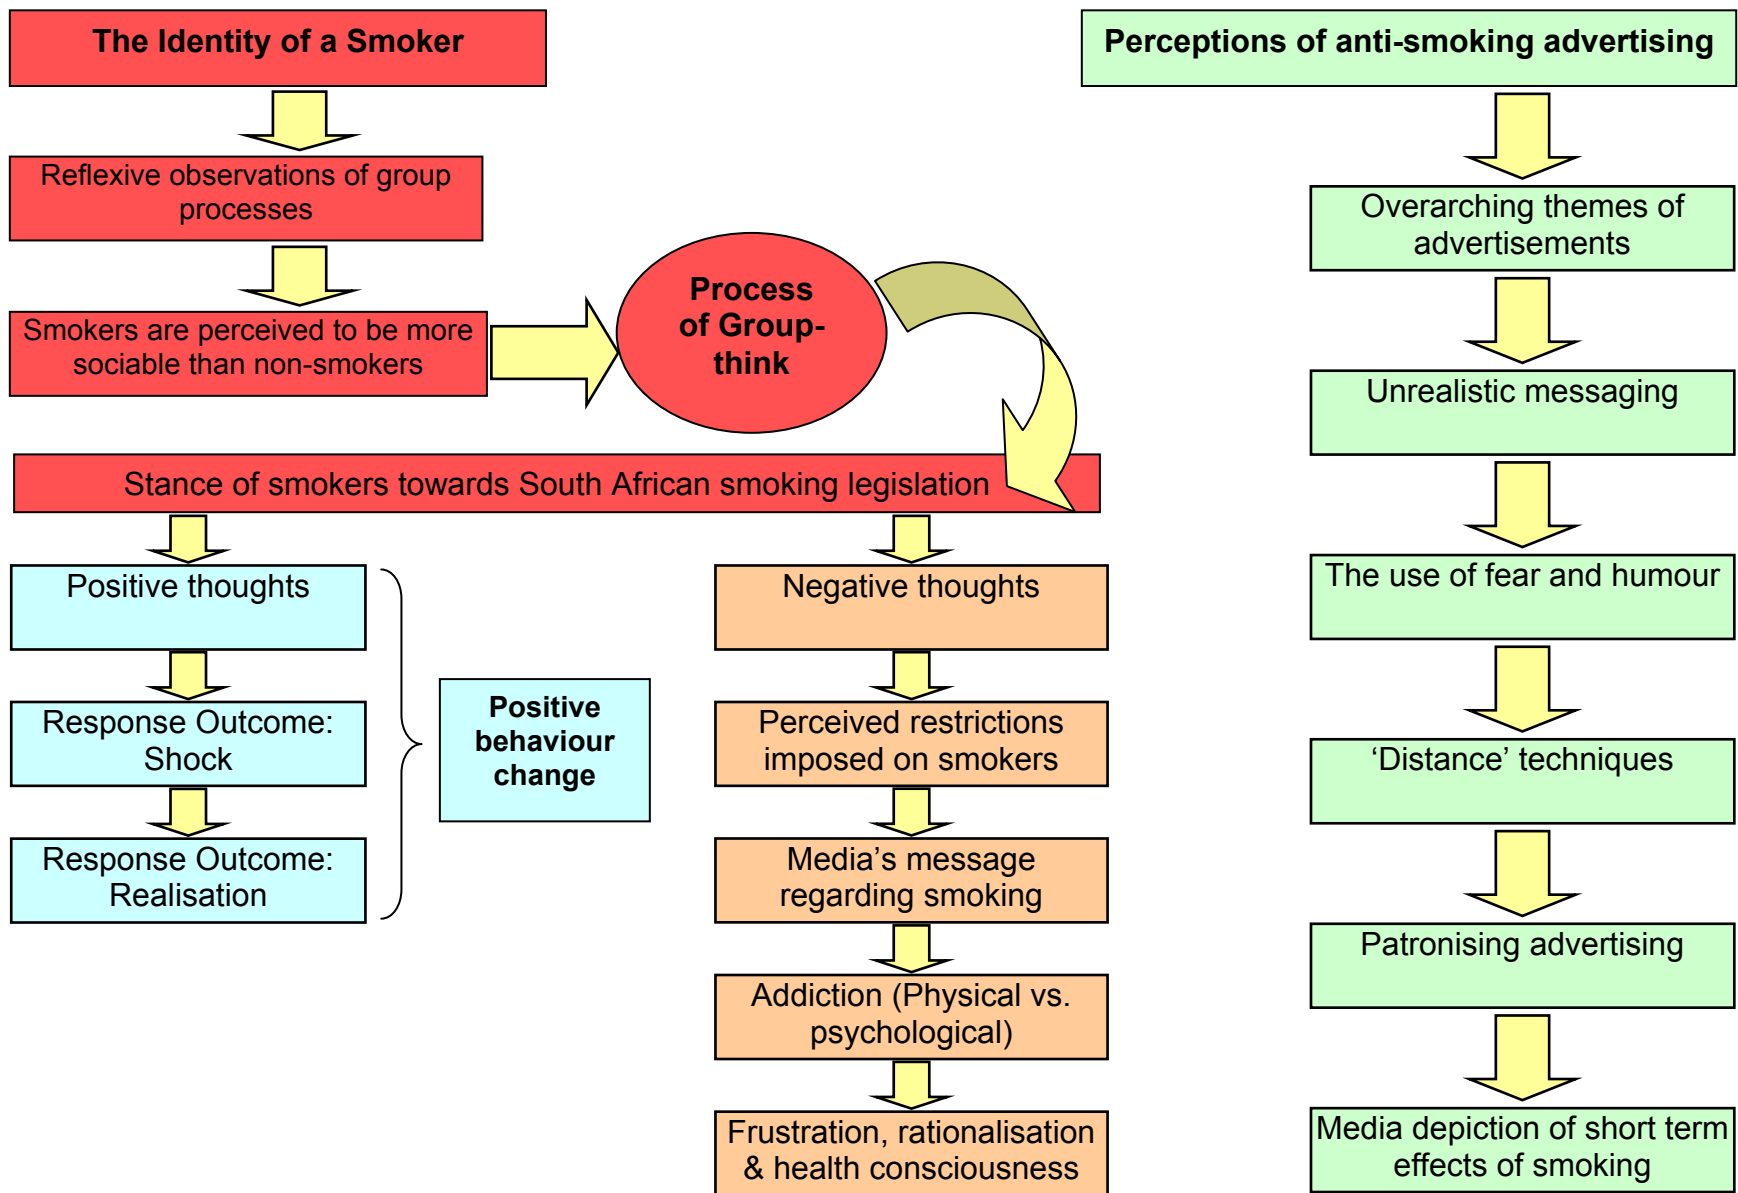 The Identity of a Smoker
Reflexive observations of group
processes
Smokers are perceived to be more
sociable than non-smokers
Process
of Group-
think
Stance of smokers towards South African smoking legislation
Positive thoughts
Response Outcome:
Shock
Response Outcome:
Realisation
Positive
behaviour
change
Negative thoughts
Perceived restrictions
imposed on smokers
Media’s message
regarding smoking
Addiction (Physical vs.
psychological)
Frustration, rationalisation
& health consciousness
Perceptions of anti-smoking advertising
Overarching themes of
advertisements
Unrealistic messaging
The use of fear and humour
‘Distance’ techniques
Patronising advertising
Media depiction of short term
effects of smoking